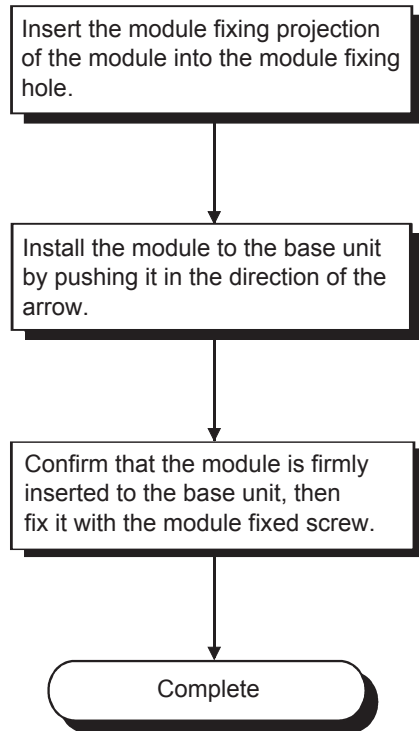 Insert the module fixing projection
of the module into the module fixing
hole.
Install the module to the base unit
by pushing it in the direction of the
arrow.
Confirm that the module is firmly
inserted to the base unit, then
fix it with the module fixed screw.
Complete